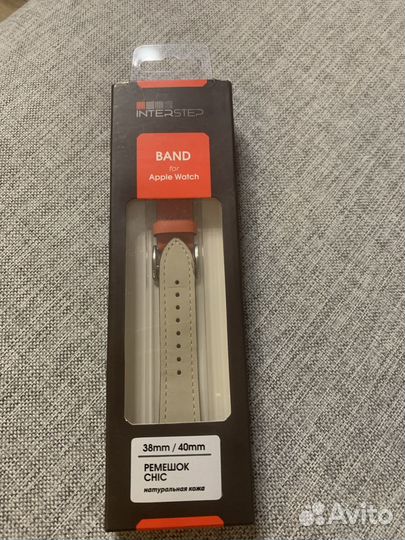 INTERSTEP
BAND
for
Apple Watch
38mm / 40mm
РЕМЕШОК
CHIC
натуральная кожа
Avito